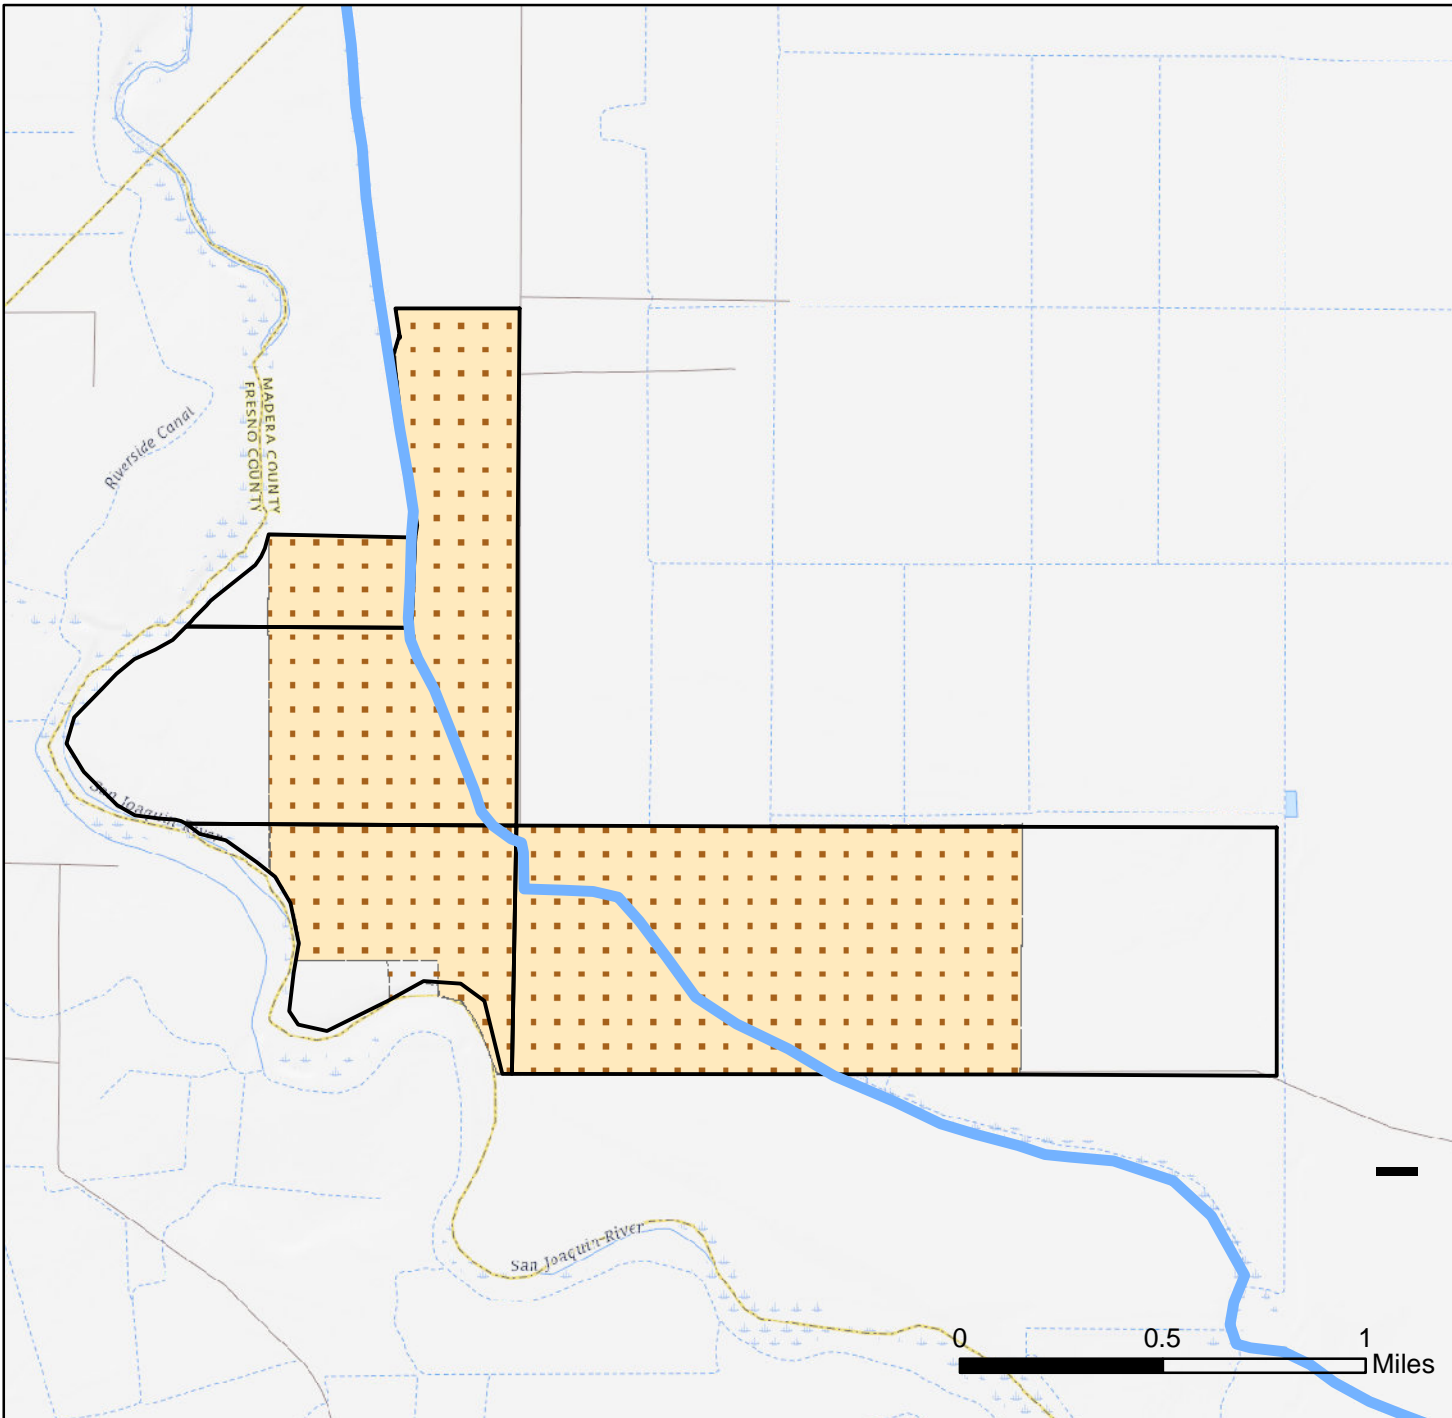 MADERA COUNTY
FRESNO COUNTY
Riverside Canal
San Joaquin River
San Joaquin River
0 0.5 1
Miles